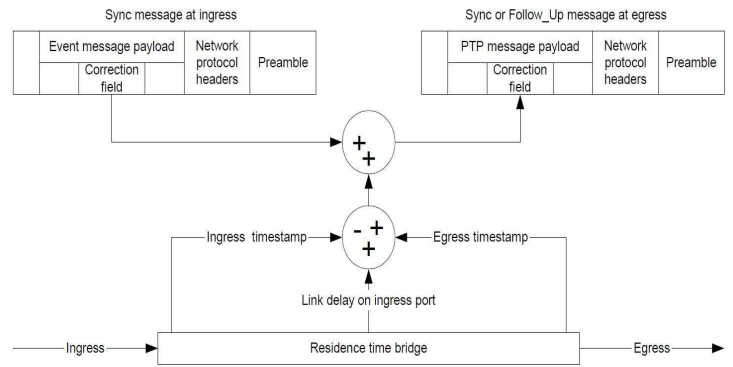 Sync message at ingress
Sync or Follow_Up message at egress
Event message payload
Correction
field
Network
protocol
headers
Preamble
PTP message payload
Correction
field
Network
protocol
headers
Preamble
+
+
- +
+
Ingress timestamp
Egress timestamp
Link delay on ingress port
Ingress
Residence time bridge
Egress